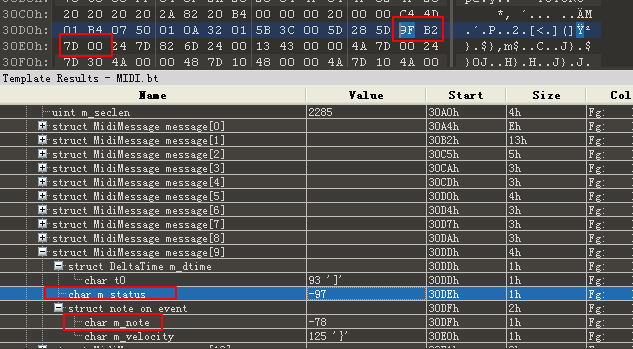 30C0h: 20 20 20 2A 82 20 B4 00 00 00 00 20 00 00
30D0h: 01 B4 07 50 01 0A 32 01 5B 3C 00 5D 28 5D 9F B2 .´.P..2.[<.](]Ÿ²
30E0h: 7D 00 24 7D 82 6D 24 00 13 43 00 00 4A 7D 00 24
30F0h: 7D 30 4A 00 00 48 7D 10 48 00 00 4A 7D 10 4A 00 }0J..H}.H..J}.J.
Template Results - MIDI.bt
Name Value Start Size Col
uint m_seclen 2285 30A0h 4h Fg:
struct MidiMessage message[0] 30A4h Eh Fg:
struct MidiMessage message[1] 30B2h 13h Fg:
struct MidiMessage message[2] 30C5h 5h Fg:
struct MidiMessage message[3] 30CAh 3h Fg:
struct MidiMessage message[4] 30CDh 3h Fg:
struct MidiMessage message[5] 30D0h 4h Fg:
struct MidiMessage message[6] 30D4h 3h Fg:
struct MidiMessage message[7] 30D7h 3h Fg:
struct MidiMessage message[8] 30DAh 3h Fg:
struct MidiMessage message[9] 30DDh 4h Fg:
struct DeltaTime m_dtime 30DDh 1h Fg:
char t0 93 ']' 30DDh 1h Fg:
char m_status -97 30DEh 1h Fg:
struct note_on_event 30DFh 2h Fg:
char m_note -78 30DFh 1h Fg:
char m_velocity 125 '}' 30E0h 1h Fg: